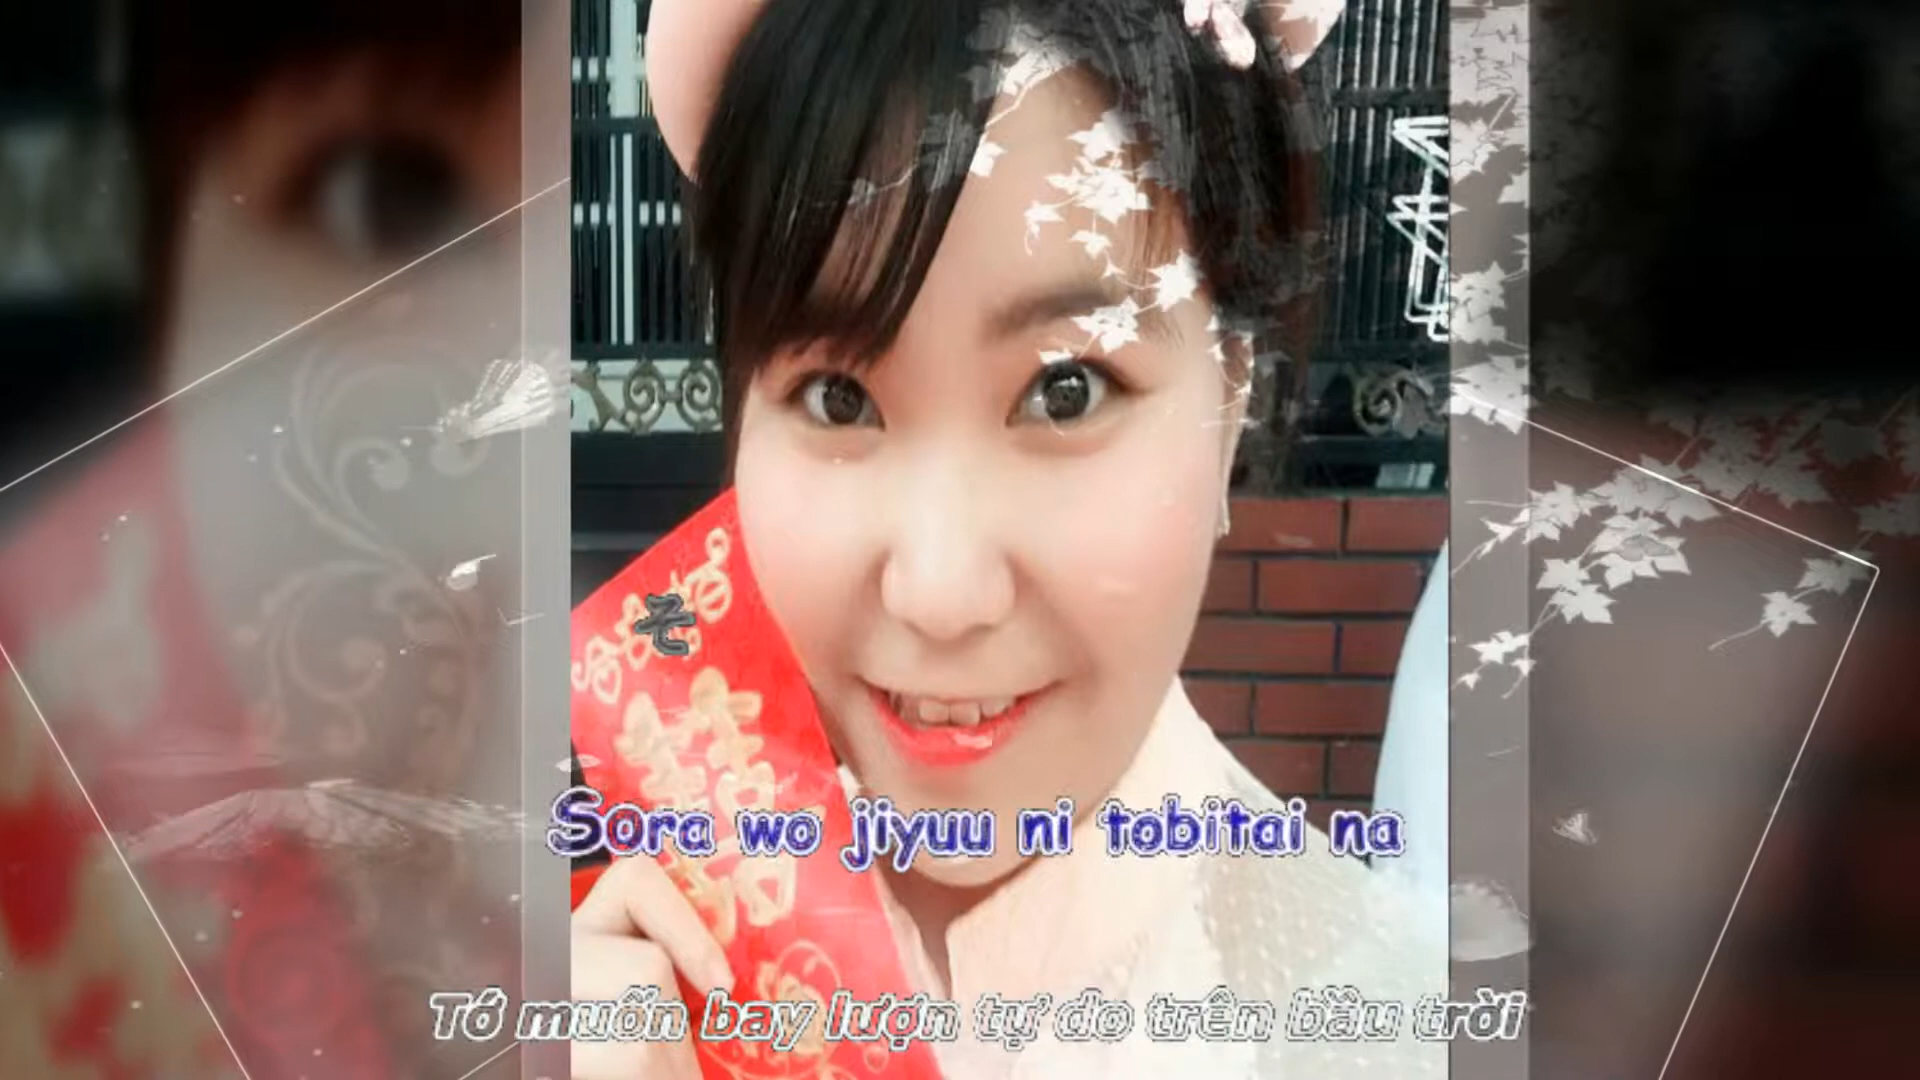 そ
Sora wo jiyuu ni tobitai na
Tớ muốn bay lượn tự do trên bầu trời